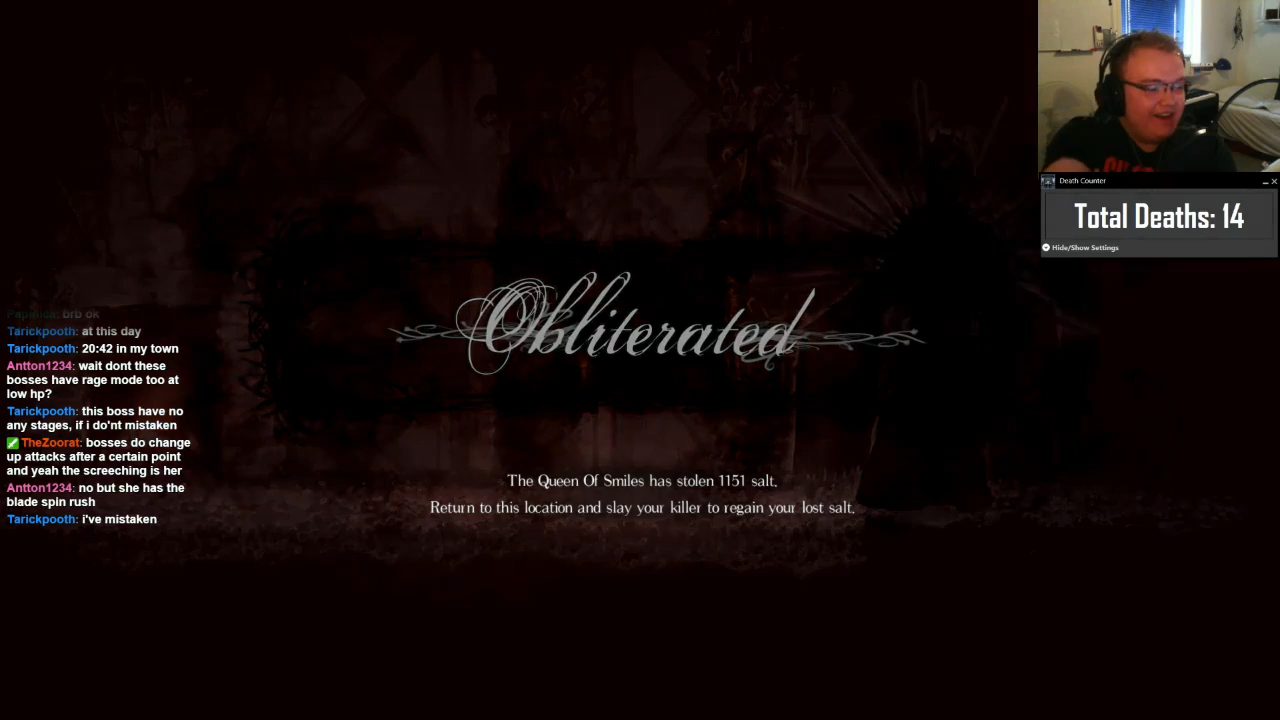 Death Counter
Total Deaths: 14
Hide/Show Settings
Obliterated
The Queen Of Smiles has stolen 1151 salt.
Return to this location and slay your killer to regain your lost salt.
brb ok
Tarickpooth: at this day
Tarickpooth: 20:42 in my town
Antton1234: wait dont these
bosses have rage mode too at
low hp?
Tarickpooth: this boss have no
any stages, if i do'nt mistaken
TheZoorat: bosses do change
up attacks after a certain point
and yeah the screeching is her
Antton1234: no but she has the
blade spin rush
Tarickpooth: i've mistaken